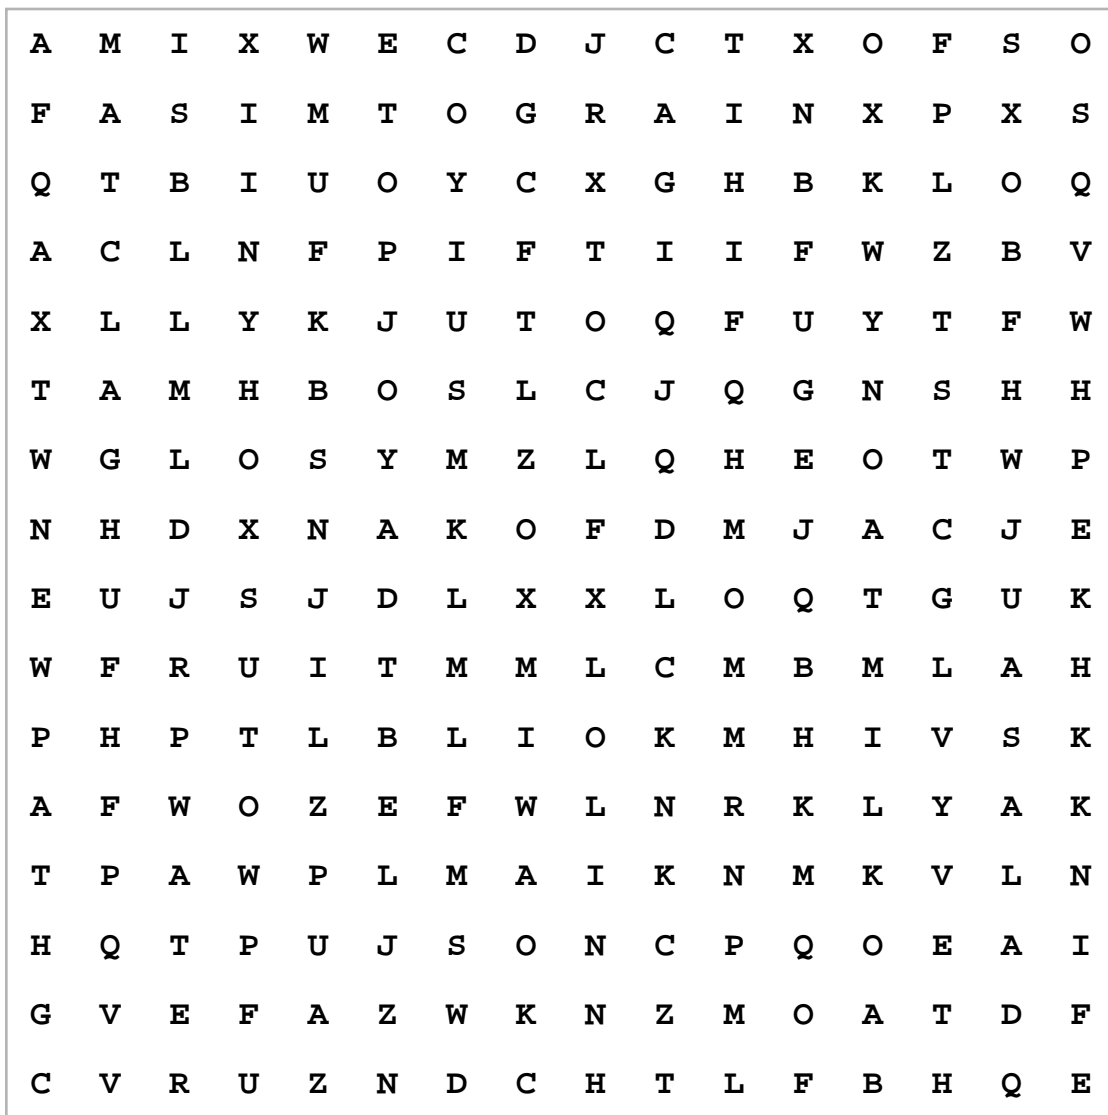 A M I X W E C D J C T X O F S O
F A S I M T O G R A I N X P X S
Q T B I U O Y C X G H B K L O Q
A C L N F P I F T I I F W Z B V
X L L Y K J U T O Q F U Y T F W
T A M H B O S L C J Q G N S H H
W G L O S Y M Z L Q H E O T W P
N H D X N A K O F D M J A C J E
E U J S J D L X X L O Q T G U K
W F R U I T M M L C M B M L A H
P H P T L B L I O K M H I V S K
A F W O Z E F W L N R K L Y A K
T P A W P L M A I K N M K V L N
H Q T P U J S O N C P Q O E A I
G V E F A Z W K N Z M O A T D F
C V R U Z N D C H T L F B H Q E